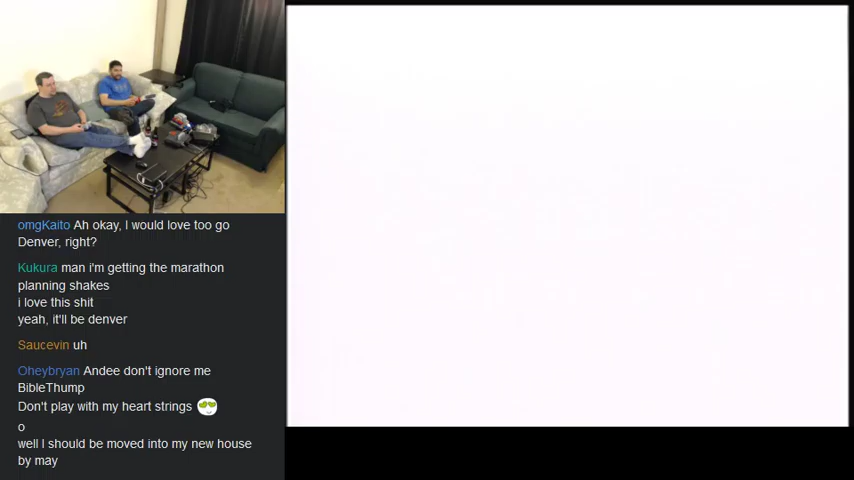 omgKaito Ah okay, I would love too go
Denver, right?
Kukura man i'm getting the marathon
planning shakes
i love this shit
yeah, it'll be denver
Saucevin uh
Oheybryan Andee don't ignore me
BibleThump
Don't play with my heart strings
o
well I should be moved into my new house
by may